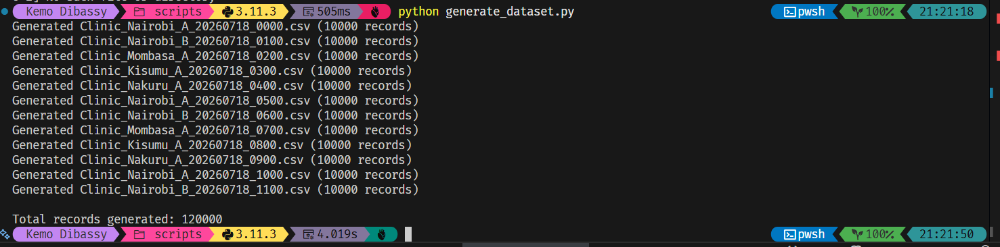 Kemo Dibassy scripts 3.11.3 505ms python generate_dataset.py pwsh 100% 21:21:18
Generated Clinic_Nairobi_A_20260718_0000.csv (10000 records)
Generated Clinic_Nairobi_B_20260718_0100.csv (10000 records)
Generated Clinic_Mombasa_A_20260718_0200.csv (10000 records)
Generated Clinic_Kisumu_A_20260718_0300.csv (10000 records)
Generated Clinic_Nakuru_A_20260718_0400.csv (10000 records)
Generated Clinic_Nairobi_A_20260718_0500.csv (10000 records)
Generated Clinic_Nairobi_B_20260718_0600.csv (10000 records)
Generated Clinic_Mombasa_A_20260718_0700.csv (10000 records)
Generated Clinic_Kisumu_A_20260718_0800.csv (10000 records)
Generated Clinic_Nakuru_A_20260718_0900.csv (10000 records)
Generated Clinic_Nairobi_A_20260718_1000.csv (10000 records)
Generated Clinic_Nairobi_B_20260718_1100.csv (10000 records)
Total records generated: 120000
Kemo Dibassy scripts 3.11.3 4.019s pwsh 100% 21:21:50